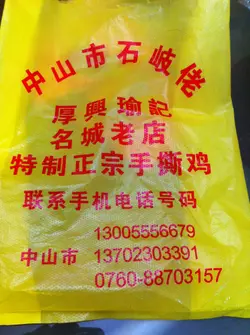 中山市石岐佬
厚興瑜記
名城老店
特制正宗手撕鸡
联系手机电话号码
13005556679
中山市 13702303391
0760-88703157